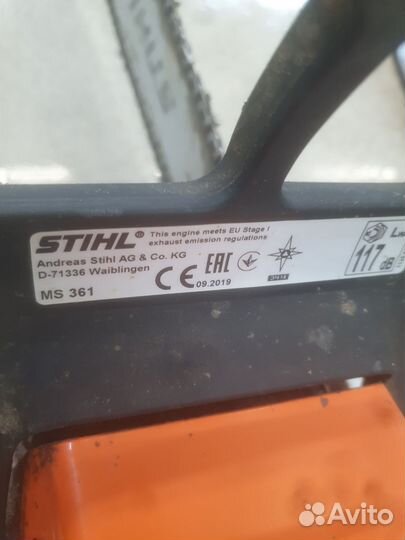 STIHL® This engine meets EU Stage I
exhaust emission regulations
Andreas Stihl AG & Co. KG
D-71336 Waiblingen
CE 09.2019 EAC
MS 361
117 dB
STIHL
Avito